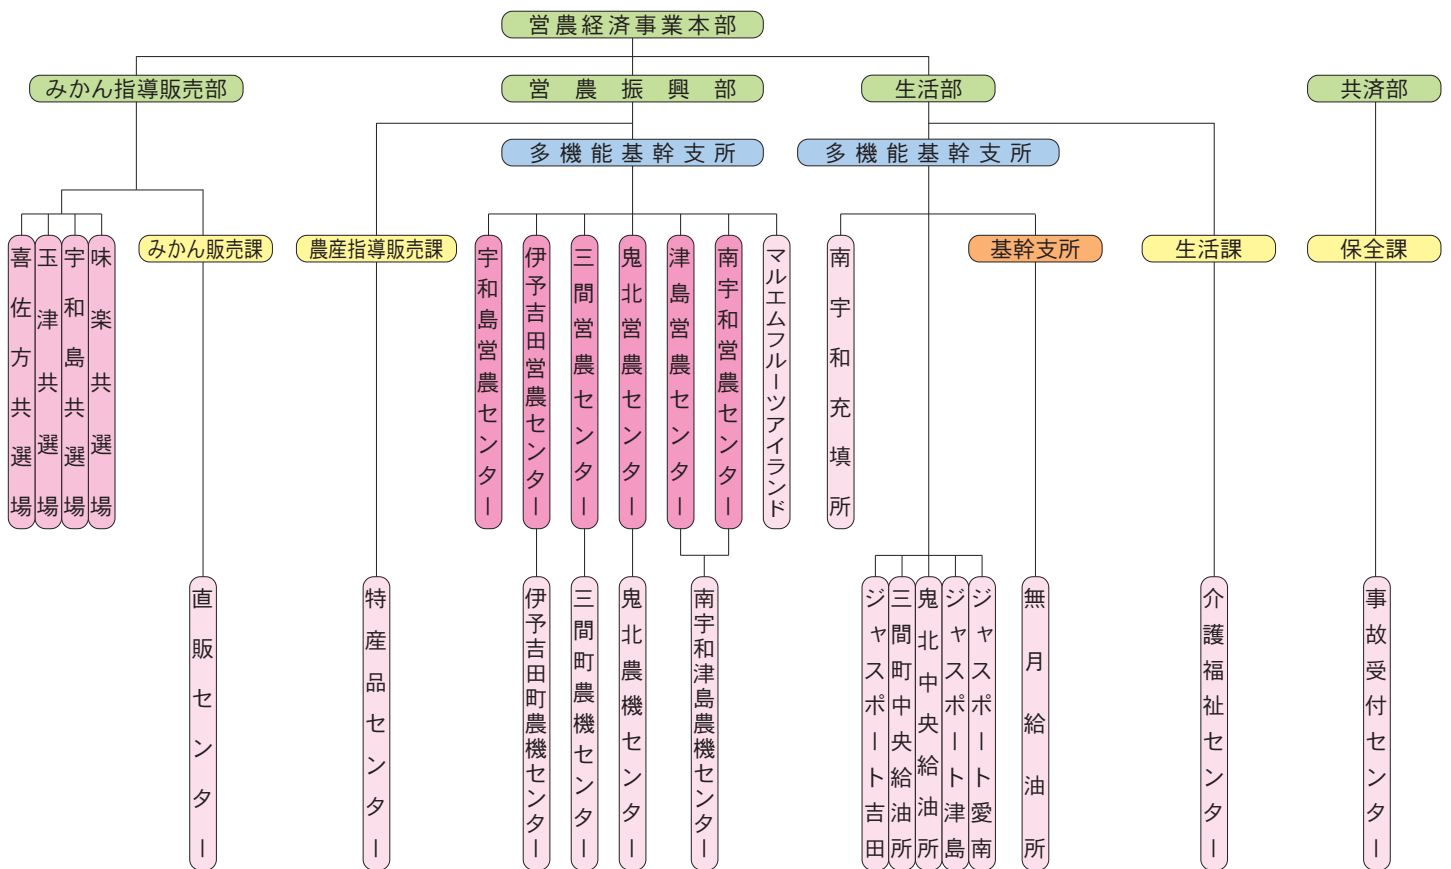 営農経済事業本部
みかん指導販売部
営農振興部
生活部
共済部
多機能基幹支所
多機能基幹支所
みかん販売課
農産指導販売課
基幹支所
生活課
保全課
喜佐方共選場
玉津共選場
宇和島共選場
味楽共選場
宇和島営農センター
伊予吉田営農センター
三間営農センター
鬼北営農センター
津島営農センター
南宇和営農センター
マルエムフルーツアイランド
南宇和充填所
直販センター
特産品センター
伊予吉田町農機センター
三間町農機センター
鬼北農機センター
南宇和津島農機センター
ジャスポート吉田
三間町中央給油所
鬼北中央給油所
ジャスポート津島
ジャスポート愛南
無月給油所
介護福祉センター
事故受付センター